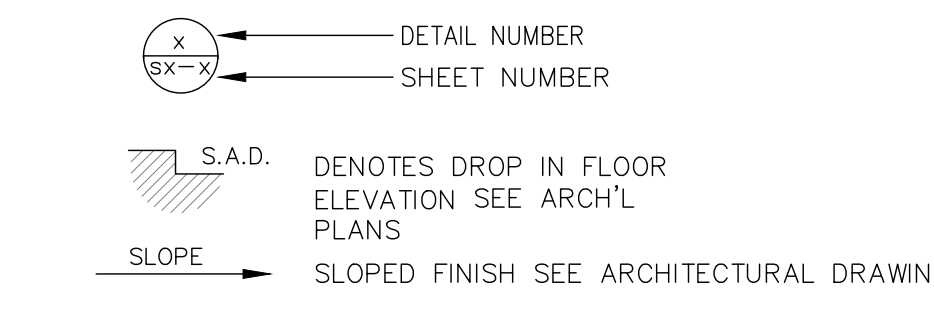 X DETAIL NUMBER
SX-X SHEET NUMBER
S.A.D. DENOTES DROP IN FLOOR
ELEVATION SEE ARCH'L
PLANS
SLOPE SLOPED FINISH SEE ARCHITECTURAL DRAWIN